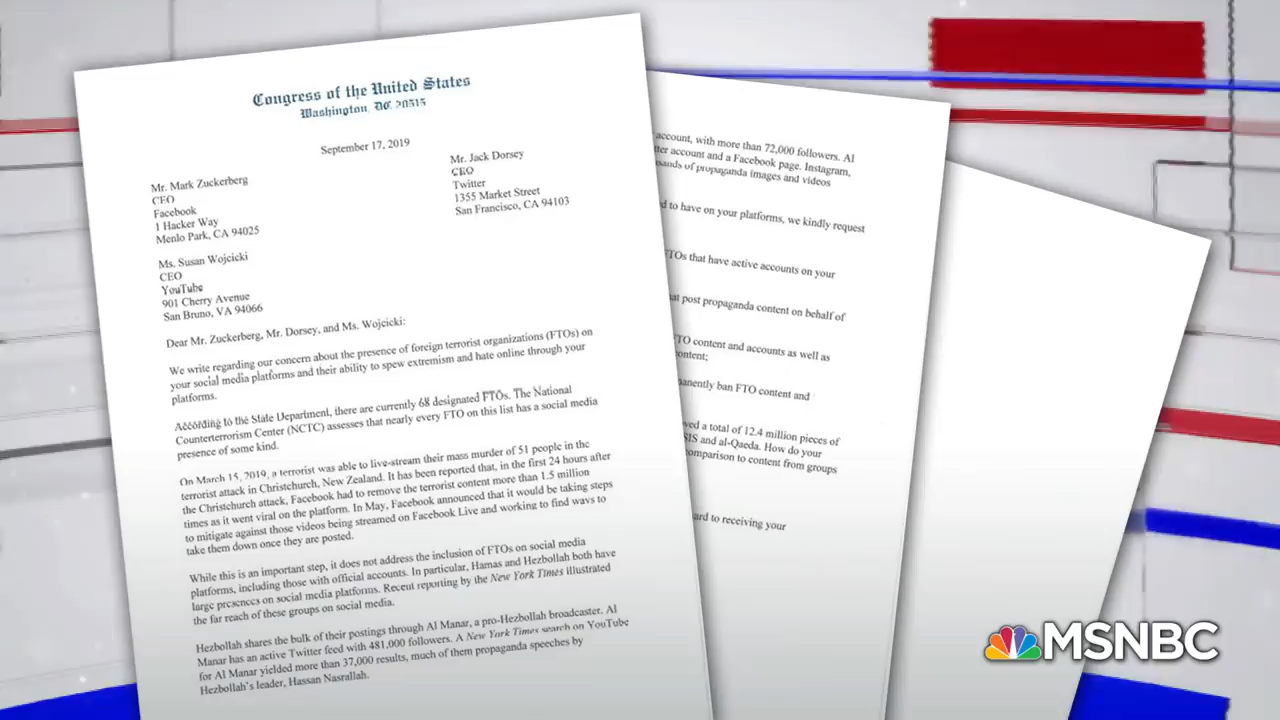 Congress of the United States
Washington, DC 20515
September 17, 2019
Mr. Mark Zuckerberg
CEO
Facebook
1 Hacker Way
Menlo Park, CA 94025
Mr. Jack Dorsey
CEO
Twitter
1355 Market Street
San Francisco, CA 94103
Ms. Susan Wojcicki
CEO
YouTube
901 Cherry Avenue
San Bruno, VA 94066
Dear Mr. Zuckerberg, Mr. Dorsey, and Ms. Wojcicki:
We write regarding our concern about the presence of foreign terrorist organizations (FTOs) on
your social media platforms and their ability to spew extremism and hate online through your
platforms.
According to the State Department, there are currently 68 designated FTOs. The National
Counterterrorism Center (NCTC) assesses that nearly every FTO on this list has a social media
presence of some kind.
On March 15, 2019, a terrorist was able to live-stream their mass murder of 51 people in the
terrorist attack in Christchurch, New Zealand. It has been reported that, in the first 24 hours after
the Christchurch attack, Facebook had to remove the terrorist content more than 1.5 million
times as it went viral on the platform. In May, Facebook announced that it would be taking steps
to mitigate against those videos being streamed on Facebook Live and working to find ways to
take them down once they are posted.
While this is an important step, it does not address the inclusion of FTOs on social media
platforms, including those with official accounts. In particular, Hamas and Hezbollah both have
large presences on social media platforms. Recent reporting by the New York Times illustrated
the far reach of these groups on social media.
Hezbollah shares the bulk of their postings through Al Manar, a pro-Hezbollah broadcaster. Al
Manar has an active Twitter feed with 481,000 followers. A New York Times search on YouTube
for Al Manar yielded more than 37,000 results, much of them propaganda speeches by
Hezbollah's leader, Hassan Nasrallah.
account, with more than 72,000 followers. Al
tter account and a Facebook page. Instagram,
sands of propaganda images and videos
d to have on your platforms, we kindly request
FTOs that have active accounts on your
at post propaganda content on behalf of
TO content and accounts as well as
ontent;
manently ban FTO content and
ved a total of 12.4 million pieces of
SIS and al-Qaeda. How do your
omparison to content from groups
ard to receiving your
MSNBC